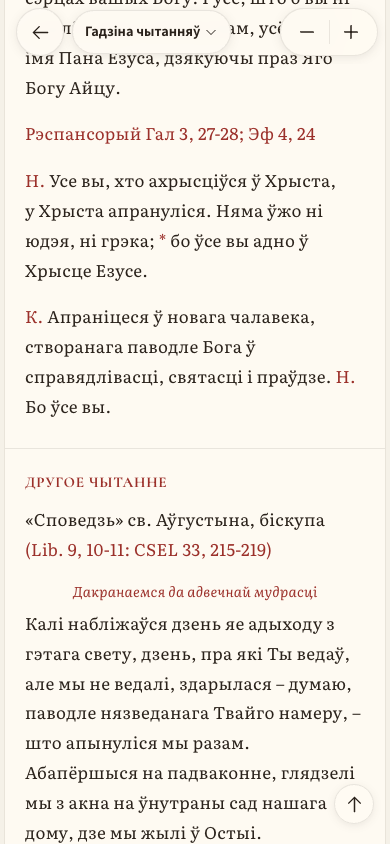 Гадзіна чытанняў
імя Пана Езуса, дзякуючы праз Яго
Богу Айцу.
Рэспансорый Гал 3, 27-28; Эф 4, 24
Н. Усе вы, хто ахрысціўся ў Хрыста,
у Хрыста апрануліся. Няма ўжо ні
юдэя, ні грэка; * бо ўсе вы адно ў
Хрысце Езусе.
К. Апраніцеся ў новага чалавека,
створанага паводле Бога ў
справядлівасці, святасці і праўдзе. Н.
Бо ўсе вы.
ДРУГОЕ ЧЫТАННЕ
«Споведзь» св. Аўгустына, біскупа
(Lib. 9, 10-11: CSEL 33, 215-219)
Дакранаемся да адвечнай мудрасці
Калі набліжаўся дзень яе адыходу з
гэтага свету, дзень, пра які Ты ведаў,
але мы не ведалі, здарылася – думаю,
паводле нязведанага Твайго намеру, –
што апынуліся мы разам.
Абапёршыся на падваконне, глядзелі
мы з акна на ўнутраны сад нашага
дому, дзе мы жылі ў Остыі.